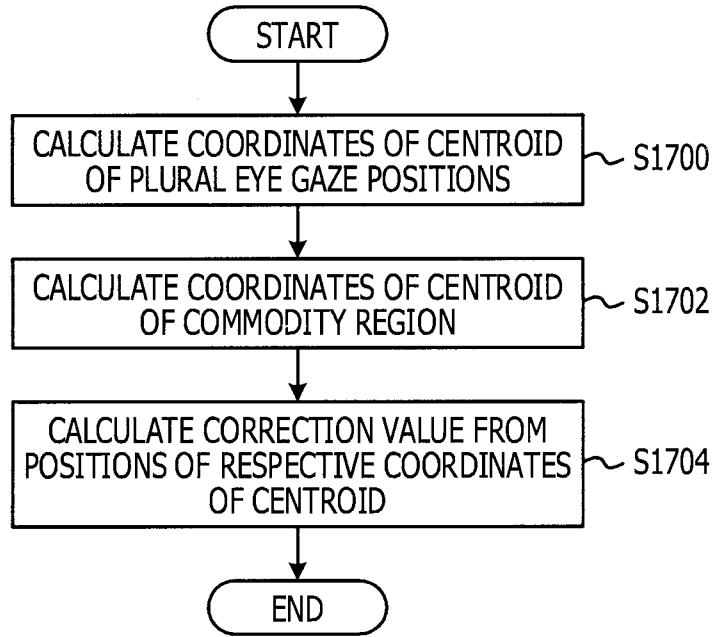 START
CALCULATE COORDINATES OF CENTROID
OF PLURAL EYE GAZE POSITIONS
S1700
CALCULATE COORDINATES OF CENTROID
OF COMMODITY REGION
S1702
CALCULATE CORRECTION VALUE FROM
POSITIONS OF RESPECTIVE COORDINATES
OF CENTROID
S1704
END